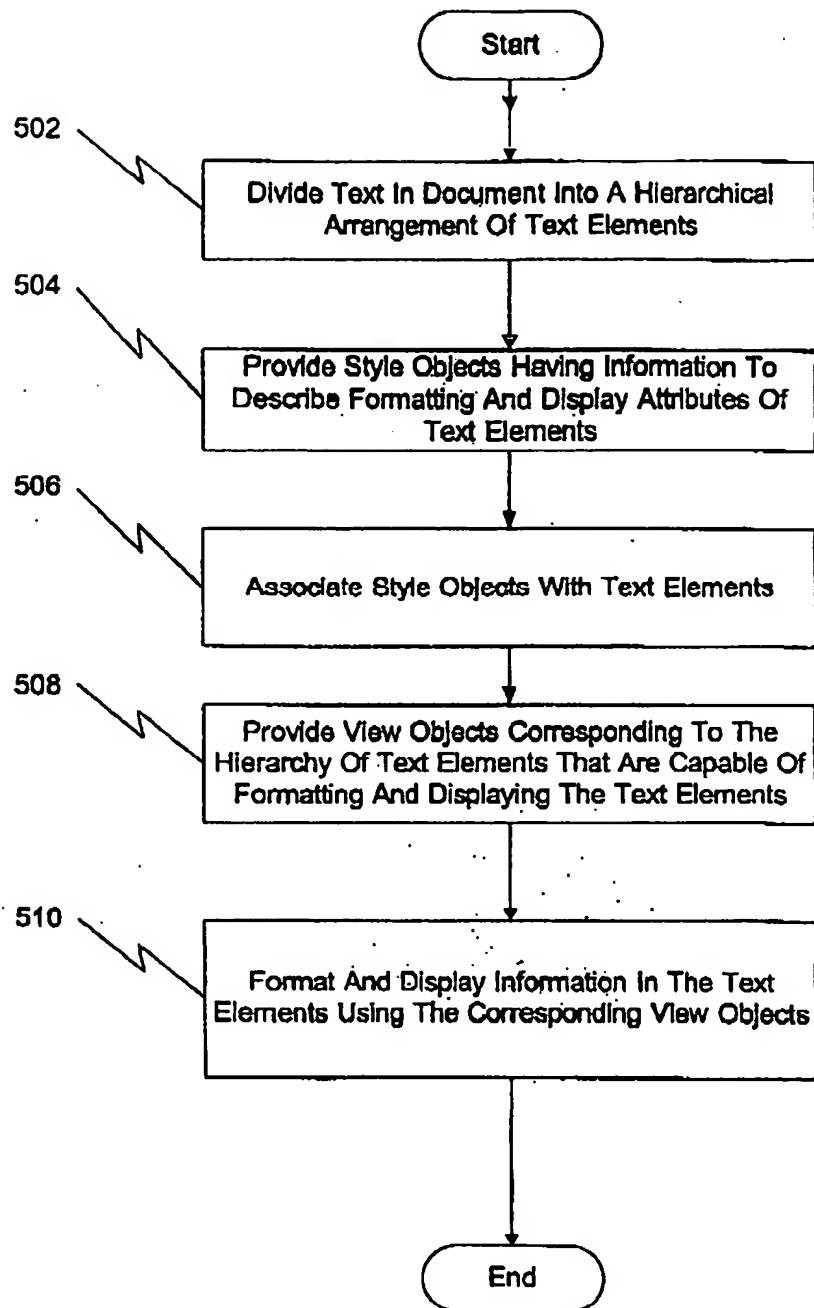 Start
502
Divide Text In Document Into A Hierarchical
Arrangement Of Text Elements
504
Provide Style Objects Having Information To
Describe Formatting And Display Attributes Of
Text Elements
506
Associate Style Objects With Text Elements
508
Provide View Objects Corresponding To The
Hierarchy Of Text Elements That Are Capable Of
Formatting And Displaying The Text Elements
510
Format And Display Information In The Text
Elements Using The Corresponding View Objects
End